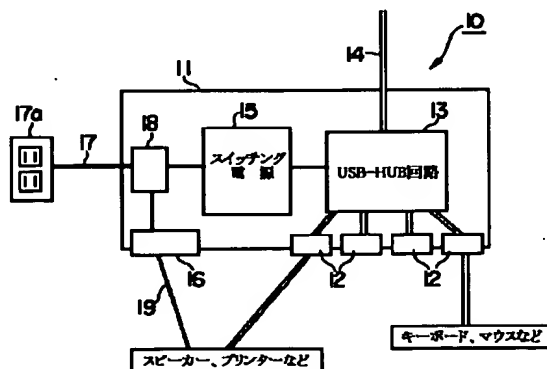 10
14
11
17a
15
13
17
18
スイッチング
電源
USB-HUB回路
16
12
12
19
キーボード、マウスなど
スピーカー、プリンターなど